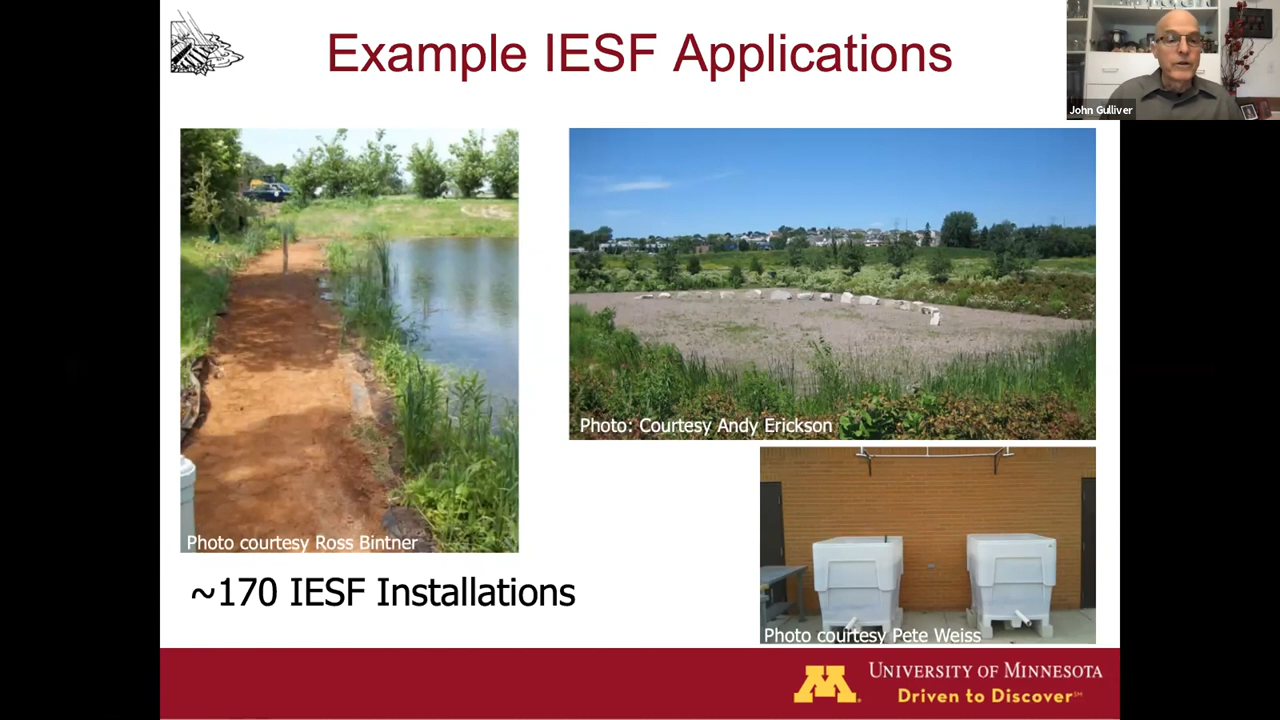 Example IESF Applications
John Gulliver
Photo courtesy Ross Bintner
Photo: Courtesy Andy Erickson
~170 IESF Installations
Photo courtesy Pete Weiss
M
UNIVERSITY OF MINNESOTA
Driven to Discover℠